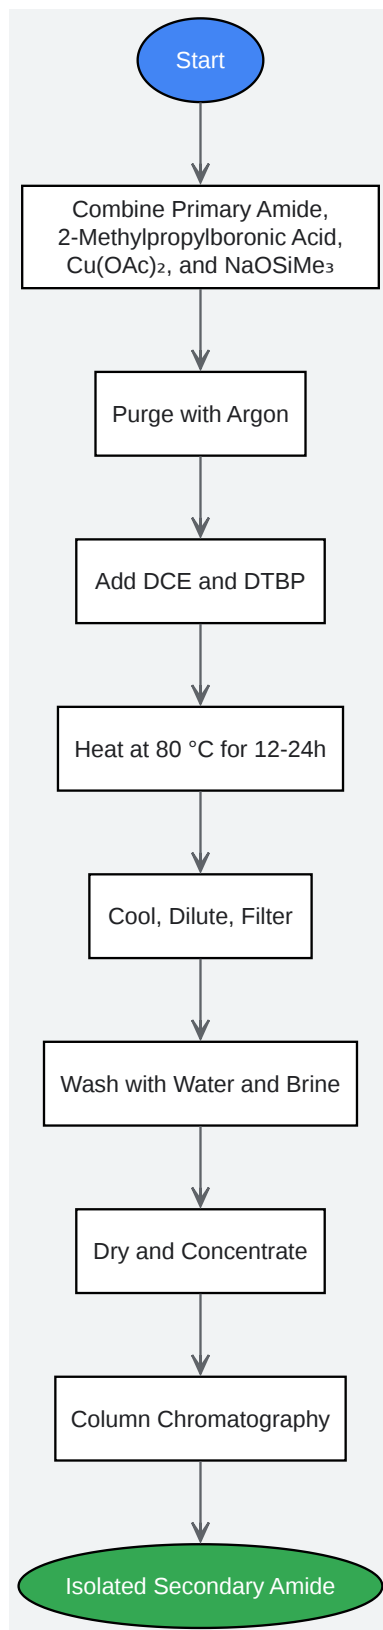 Start
Combine Primary Amide,
2-Methylpropylboronic Acid,
Cu(OAc)₂, and NaOSiMe₃
Purge with Argon
Add DCE and DTBP
Heat at 80 °C for 12-24h
Cool, Dilute, Filter
Wash with Water and Brine
Dry and Concentrate
Column Chromatography
Isolated Secondary Amide